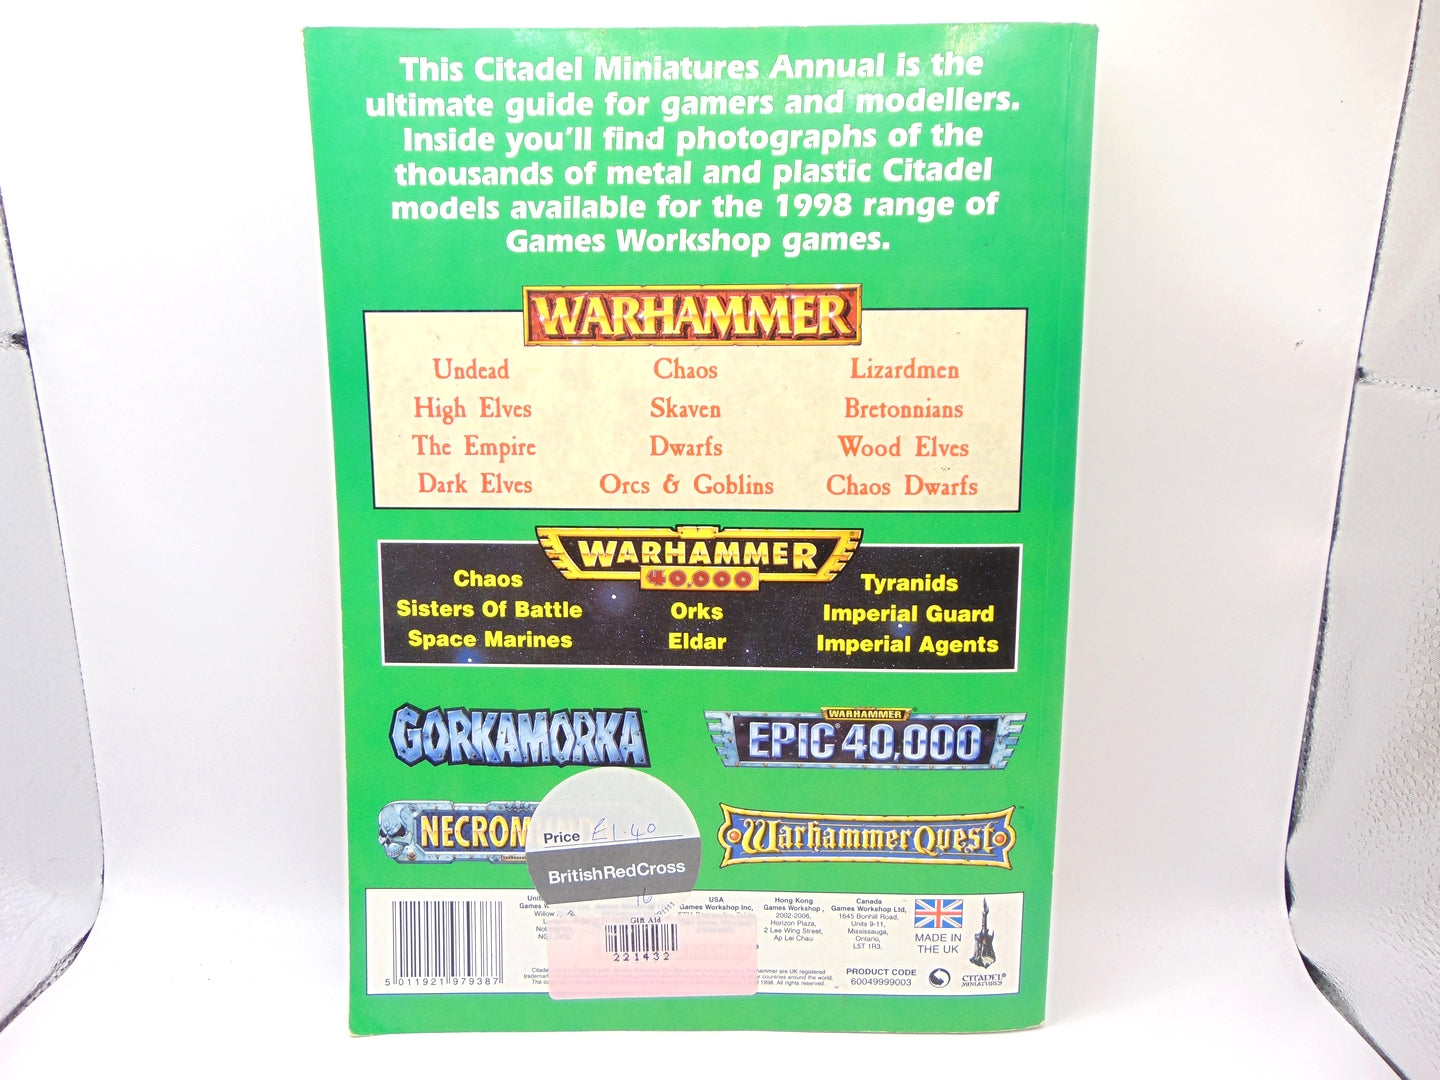 This Citadel Miniatures Annual is the
ultimate guide for gamers and modellers.
Inside you'll find photographs of the
thousands of metal and plastic Citadel
models available for the 1998 range of
Games Workshop games.
WARHAMMER
Undead Chaos Lizardmen
High Elves Skaven Bretonnians
The Empire Dwarfs Wood Elves
Dark Elves Orcs & Goblins Chaos Dwarfs
WARHAMMER
40,000
Chaos Tyranids
Sisters Of Battle Orks Imperial Guard
Space Marines Eldar Imperial Agents
GORKAMORKA™
WARHAMMER®
EPIC 40,000
NECROM
Warhammer Quest™
Price £1.40
BritishRedCross
16
Gift Aid
221432
5 011921 979387
USA
Games Workshop Inc,
Hong Kong
Games Workshop,
2002-2006,
Horizon Plaza,
2 Lee Wing Street,
Ap Lei Chau
Canada
Games Workshop Ltd,
1645 Bonhill Road,
Units 9-11,
Mississauga,
Ontario,
L5T 1R3.
MADE IN
THE UK
PRODUCT CODE
60049999003
CITADEL®
MINIATURES